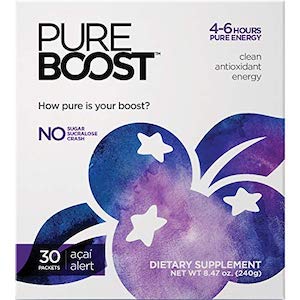 PURE
BOOST™
4-6 HOURS
PURE ENERGY
clean
antioxidant
energy
How pure is your boost?
NO SUGAR
SUCRALOSE
CRASH
30
PACKETS
açaí
alert
DIETARY SUPPLEMENT
NET WT 8.47 oz. (240g)